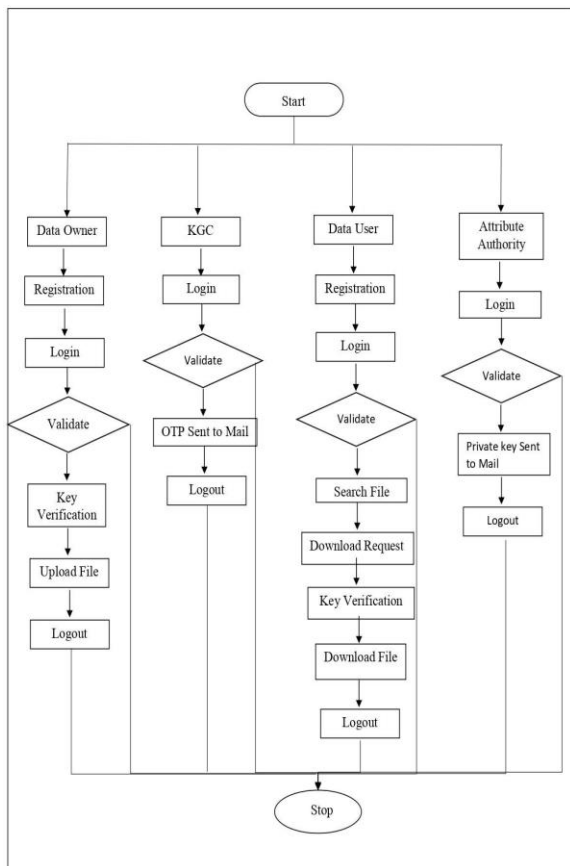 Start
Data Owner
Registration
Login
Validate
Key
Verification
Upload File
Logout
KGC
Login
Validate
OTP Sent to Mail
Logout
Data User
Registration
Login
Validate
Search File
Download Request
Key Verification
Download File
Logout
Attribute
Authority
Login
Validate
Private key Sent
to Mail
Logout
Stop